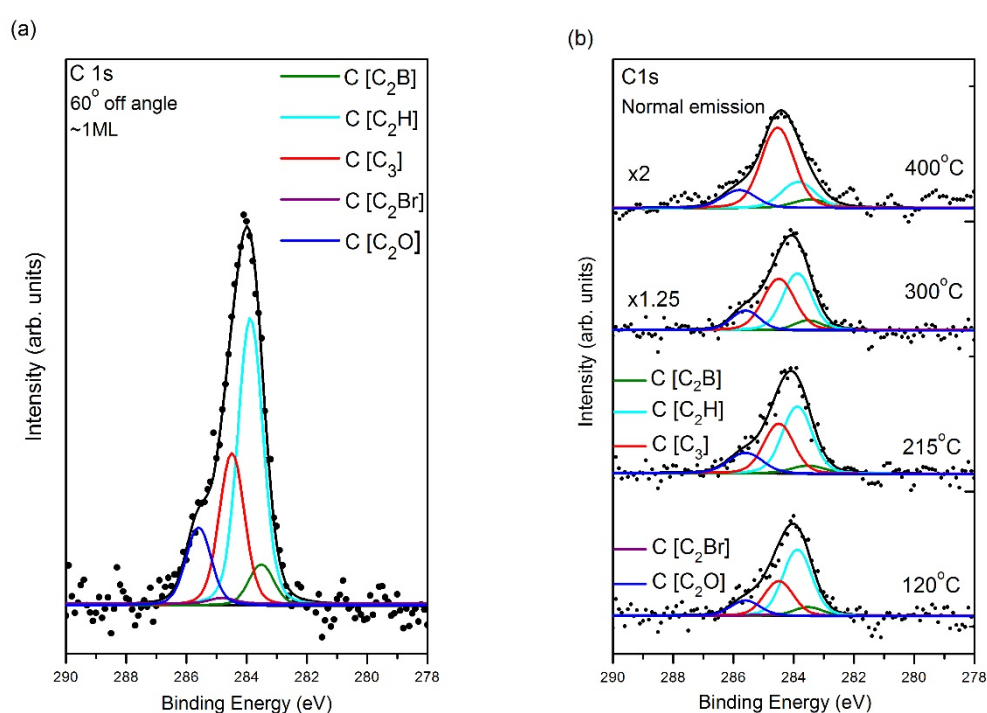 (a)
C 1s
60° off angle
~1ML
C [C₂B]
C [C₂H]
C [C₃]
C [C₂Br]
C [C₂O]
Intensity (arb. units)
290 288 286 284 282 280 278
Binding Energy (eV)
(b)
C1s
Normal emission
x2
400°C
x1.25
300°C
C [C₂B]
C [C₂H]
C [C₃]
215°C
C [C₂Br]
C [C₂O]
120°C
Intensity (arb. units)
290 288 286 284 282 280 278
Binding Energy (eV)